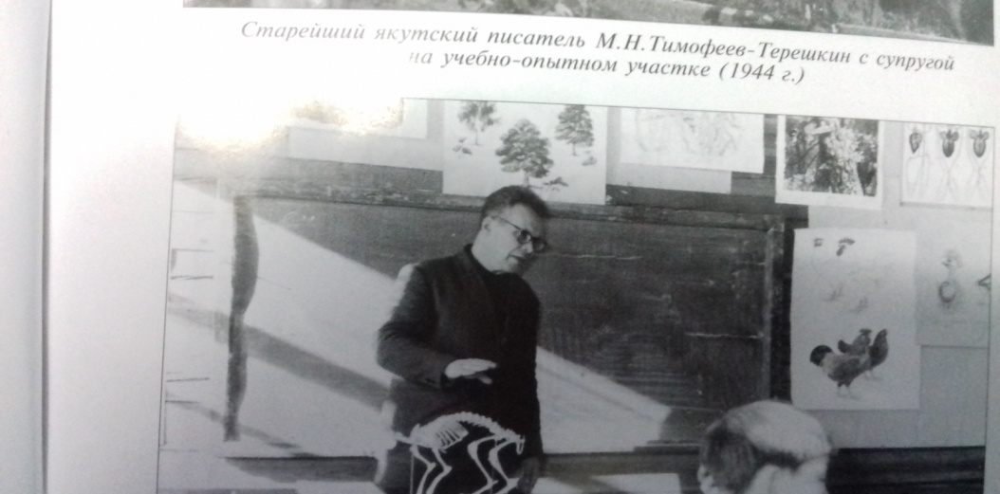 Старейший якутский писатель М.Н.Тимофеев-Терешкин с супругой
на учебно-опытном участке (1944 г.)